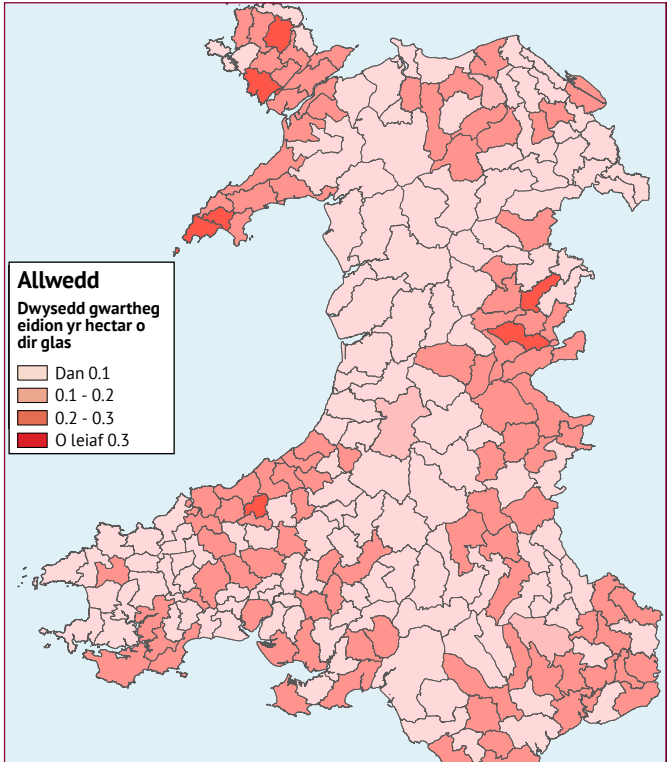 Allwedd
Dwysedd gwartheg
eidion yr hectar o
dir glas
Dan 0.1
0.1 - 0.2
0.2 - 0.3
O leiaf 0.3